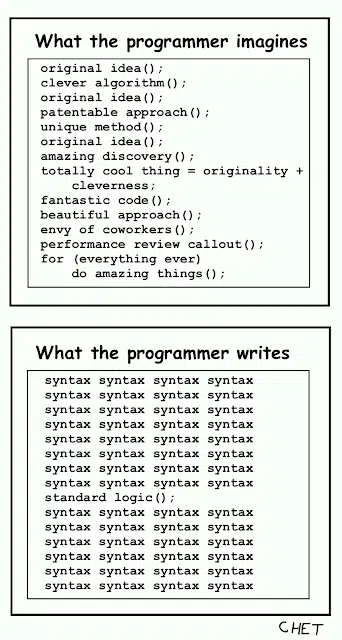 What the programmer imagines
original idea();
clever algorithm();
original idea();
patentable approach();
unique method();
original idea();
amazing discovery();
totally cool thing = originality +
cleverness;
fantastic code();
beautiful approach();
envy of coworkers();
performance review callout();
for (everything ever)
do amazing things();
What the programmer writes
syntax syntax syntax syntax
syntax syntax syntax syntax
syntax syntax syntax syntax
syntax syntax syntax syntax
syntax syntax syntax syntax
syntax syntax syntax syntax
syntax syntax syntax syntax
syntax syntax syntax syntax
standard logic();
syntax syntax syntax syntax
syntax syntax syntax syntax
syntax syntax syntax syntax
syntax syntax syntax syntax
syntax syntax syntax syntax
syntax syntax syntax syntax
CHET